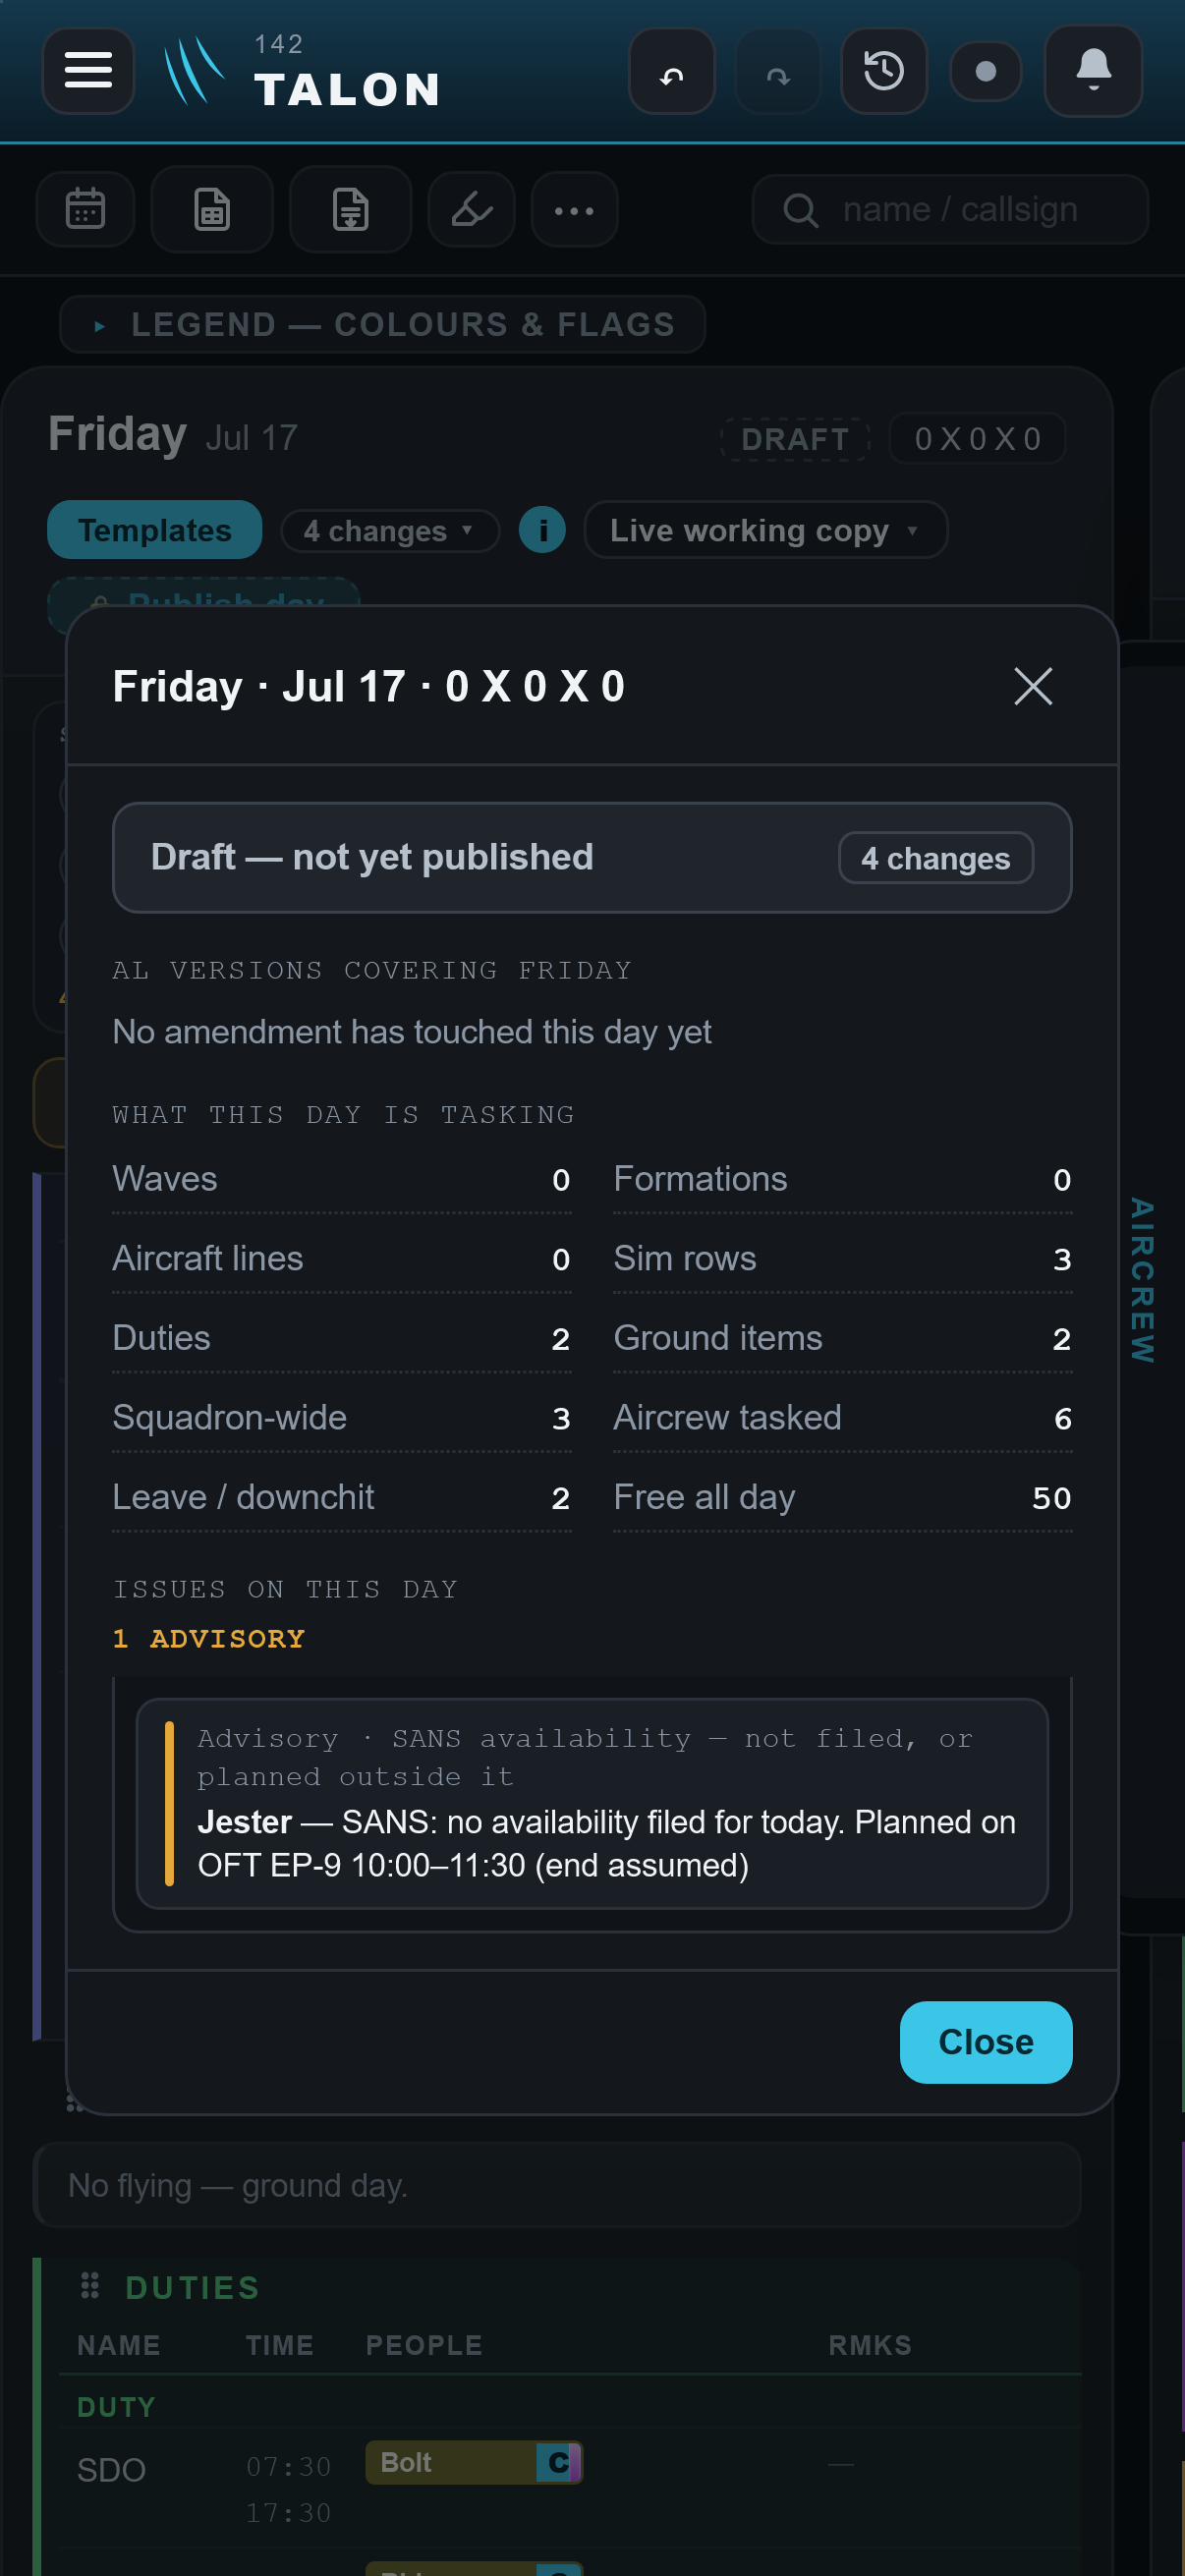 142
TALON
name / callsign
LEGEND — COLOURS & FLAGS
Friday Jul 17 DRAFT 0 X 0 X 0
Templates 4 changes i Live working copy
Publish day
Friday · Jul 17 · 0 X 0 X 0
Draft — not yet published 4 changes
AL VERSIONS COVERING FRIDAY
No amendment has touched this day yet
WHAT THIS DAY IS TASKING
Waves 0 Formations 0
Aircraft lines 0 Sim rows 3
Duties 2 Ground items 2
Squadron-wide 3 Aircrew tasked 6
Leave / downchit 2 Free all day 50
AIRCREW
ISSUES ON THIS DAY
1 ADVISORY
Advisory · SANS availability — not filed, or
planned outside it
Jester — SANS: no availability filed for today. Planned on
OFT EP-9 10:00–11:30 (end assumed)
Close
No flying — ground day.
DUTIES
NAME TIME PEOPLE RMKS
DUTY
SDO 07:30 Bolt C —
17:30